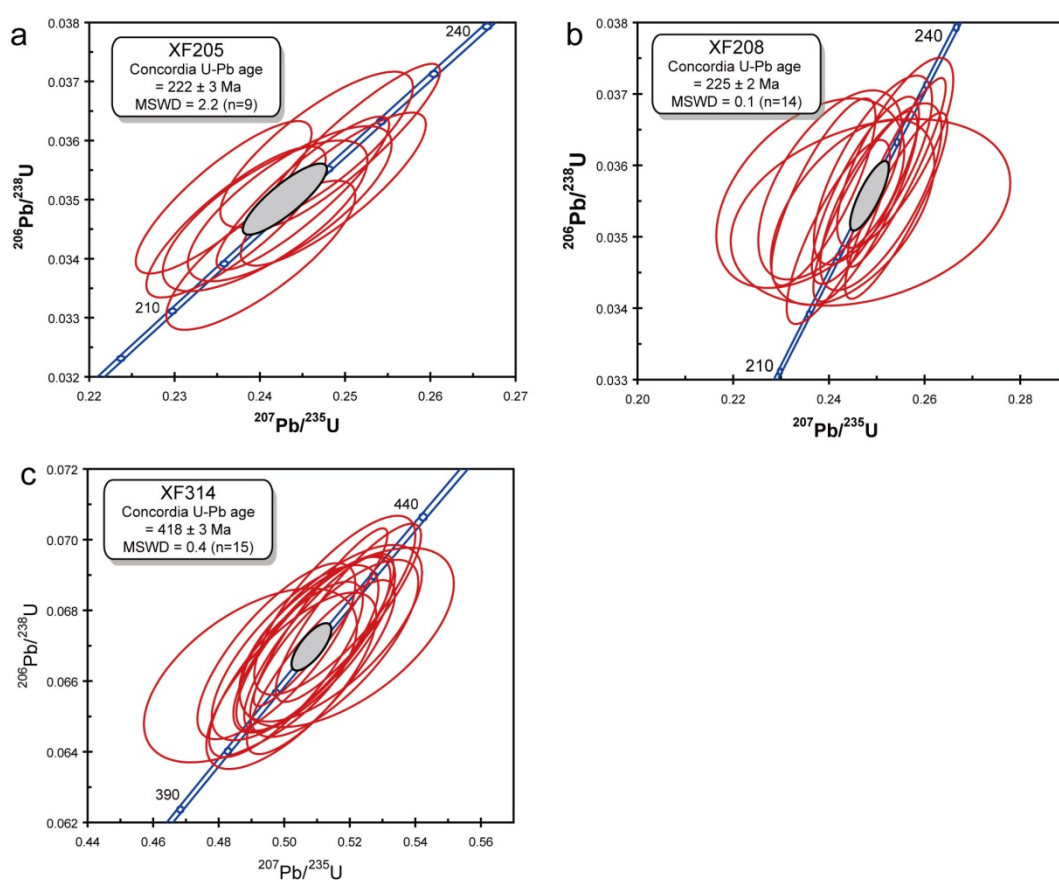 a
XF205
Concordia U-Pb age
= 222 ± 3 Ma
MSWD = 2.2 (n=9)
240
210
0.038
0.037
0.036
0.035
0.034
0.033
0.032
²⁰⁶Pb/²³⁸U
0.22
0.23
0.24
0.25
0.26
0.27
²⁰⁷Pb/²³⁵U
b
XF208
Concordia U-Pb age
= 225 ± 2 Ma
MSWD = 0.1 (n=14)
240
210
0.038
0.037
0.036
0.035
0.034
0.033
²⁰⁶Pb/²³⁸U
0.20
0.22
0.24
0.26
0.28
²⁰⁷Pb/²³⁵U
c
XF314
Concordia U-Pb age
= 418 ± 3 Ma
MSWD = 0.4 (n=15)
440
390
0.072
0.070
0.068
0.066
0.064
0.062
²⁰⁶Pb/²³⁸U
0.44
0.46
0.48
0.50
0.52
0.54
0.56
²⁰⁷Pb/²³⁵U